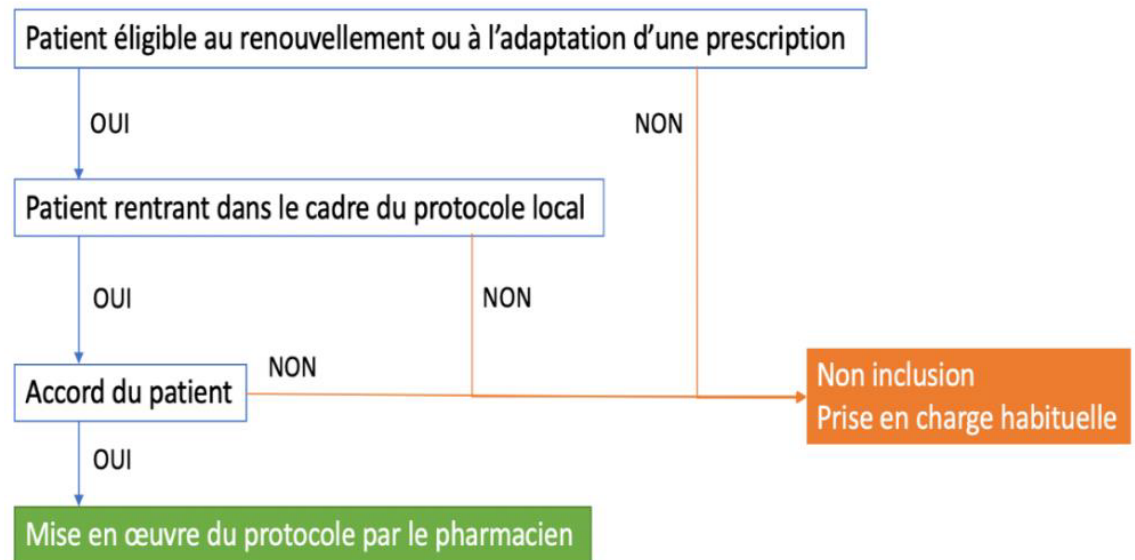 Patient éligible au renouvellement ou à l'adaptation d'une prescription
OUI
NON
Patient rentrant dans le cadre du protocole local
OUI
NON
Accord du patient
NON
Non inclusion
Prise en charge habituelle
OUI
Mise en œuvre du protocole par le pharmacien